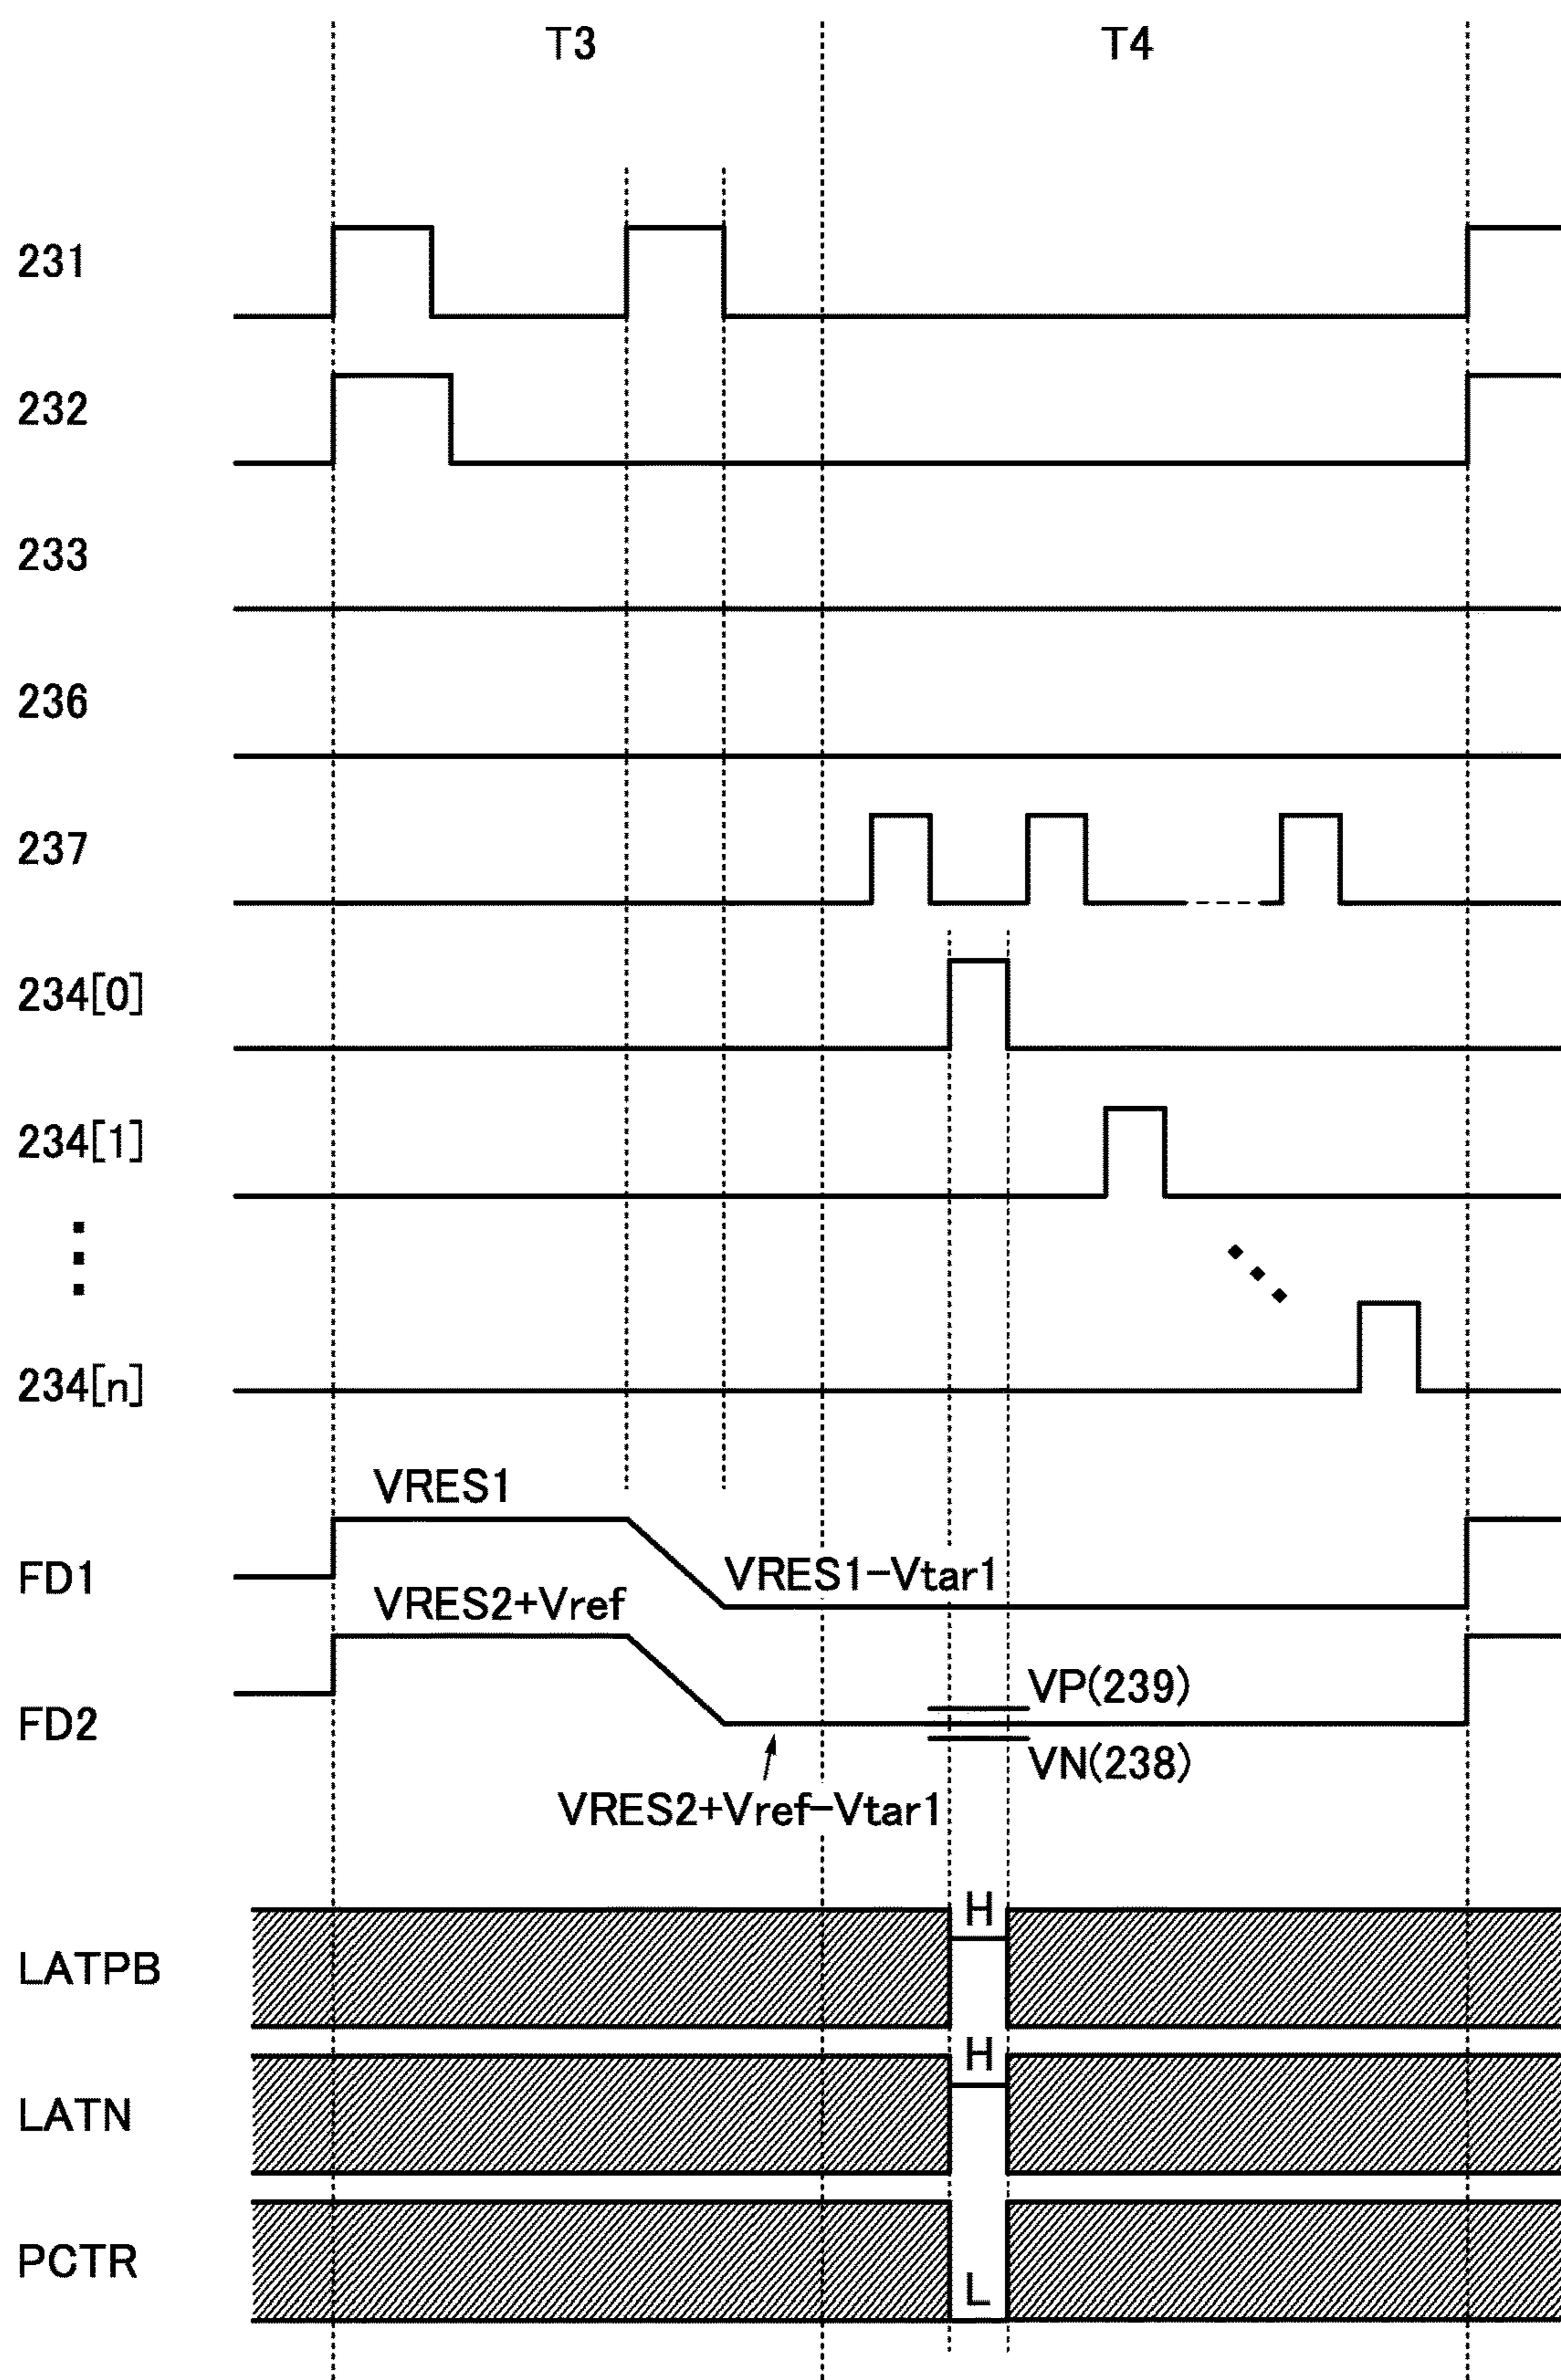 T3 T4
231
232
233
236
237
234[0]
234[1]
234[n]
VRES1
FD1
VRES1-Vtar1
VRES2+Vref
VP(239)
FD2
VN(238)
VRES2+Vref-Vtar1
H
LATPB
H
LATN
PCTR
L